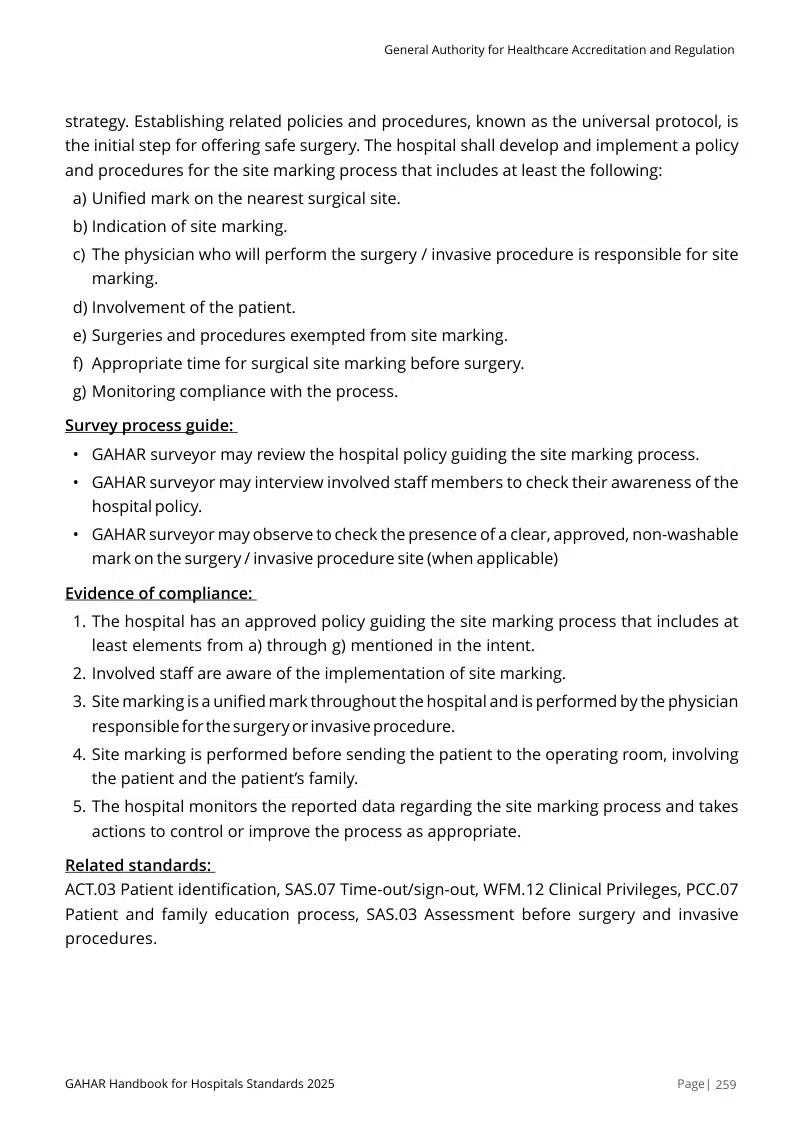 General Authority for Healthcare Accreditation and Regulation
strategy. Establishing related policies and procedures, known as the universal protocol, is
the initial step for offering safe surgery. The hospital shall develop and implement a policy
and procedures for the site marking process that includes at least the following:
a) Unified mark on the nearest surgical site.
b) Indication of site marking.
c) The physician who will perform the surgery / invasive procedure is responsible for site
marking.
d) Involvement of the patient.
e) Surgeries and procedures exempted from site marking.
f) Appropriate time for surgical site marking before surgery.
g) Monitoring compliance with the process.
Survey process guide:
• GAHAR surveyor may review the hospital policy guiding the site marking process.
• GAHAR surveyor may interview involved staff members to check their awareness of the
hospital policy.
• GAHAR surveyor may observe to check the presence of a clear, approved, non-washable
mark on the surgery / invasive procedure site (when applicable)
Evidence of compliance:
1. The hospital has an approved policy guiding the site marking process that includes at
least elements from a) through g) mentioned in the intent.
2. Involved staff are aware of the implementation of site marking.
3. Site marking is a unified mark throughout the hospital and is performed by the physician
responsible for the surgery or invasive procedure.
4. Site marking is performed before sending the patient to the operating room, involving
the patient and the patient's family.
5. The hospital monitors the reported data regarding the site marking process and takes
actions to control or improve the process as appropriate.
Related standards:
ACT.03 Patient identification, SAS.07 Time-out/sign-out, WFM.12 Clinical Privileges, PCC.07
Patient and family education process, SAS.03 Assessment before surgery and invasive
procedures.
GAHAR Handbook for Hospitals Standards 2025
Page| 259